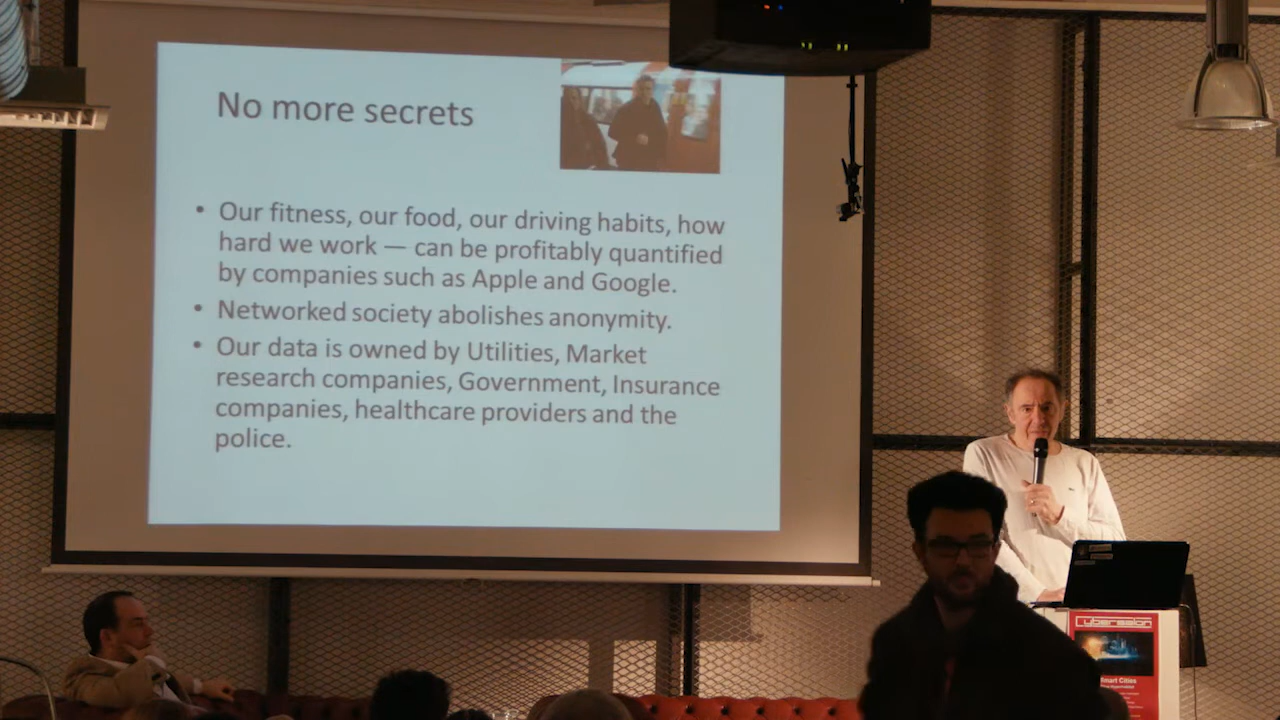 No more secrets
• Our fitness, our food, our driving habits, how
hard we work — can be profitably quantified
by companies such as Apple and Google.
• Networked society abolishes anonymity.
• Our data is owned by Utilities, Market
research companies, Government, Insurance
companies, healthcare providers and the
police.
cybersalon
Smart Cities